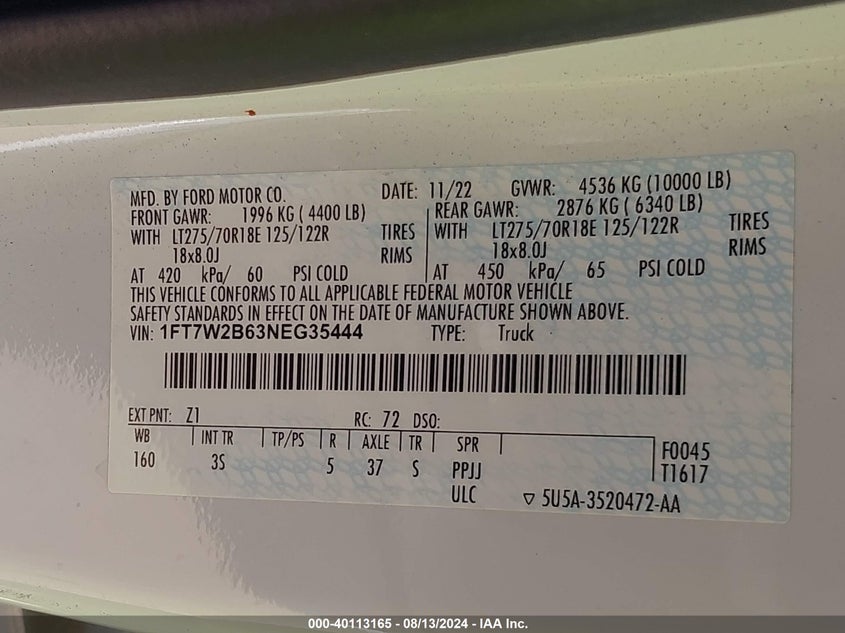 MFD. BY FORD MOTOR CO. DATE: 11/22 GVWR: 4536 KG (10000 LB)
FRONT GAWR: 1996 KG ( 4400 LB) REAR GAWR: 2876 KG ( 6340 LB)
WITH LT275/70R18E 125/122R TIRES WITH LT275/70R18E 125/122R TIRES
18x8.0J RIMS 18x8.0J RIMS
AT 420 kPa/ 60 PSI COLD AT 450 kPa/ 65 PSI COLD
THIS VEHICLE CONFORMS TO ALL APPLICABLE FEDERAL MOTOR VEHICLE
SAFETY STANDARDS IN EFFECT ON THE DATE OF MANUFACTURE SHOWN ABOVE.
VIN: 1FT7W2B63NEG35444 TYPE: Truck
EXT PNT: Z1 RC: 72 DSO:
WB INT TR TP/PS R AXLE TR SPR F0045
160 3S 5 37 S PPJJ T1617
ULC ▽ 5U5A-3520472-AA
000-40113165 - 08/13/2024 - IAA Inc.